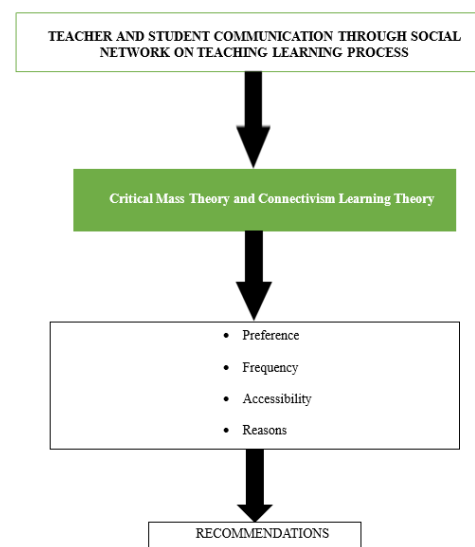 TEACHER AND STUDENT COMMUNICATION THROUGH SOCIAL
NETWORK ON TEACHING LEARNING PROCESS
Critical Mass Theory and Connectivism Learning Theory
• Preference
• Frequency
• Accessibility
• Reasons
RECOMMENDATIONS